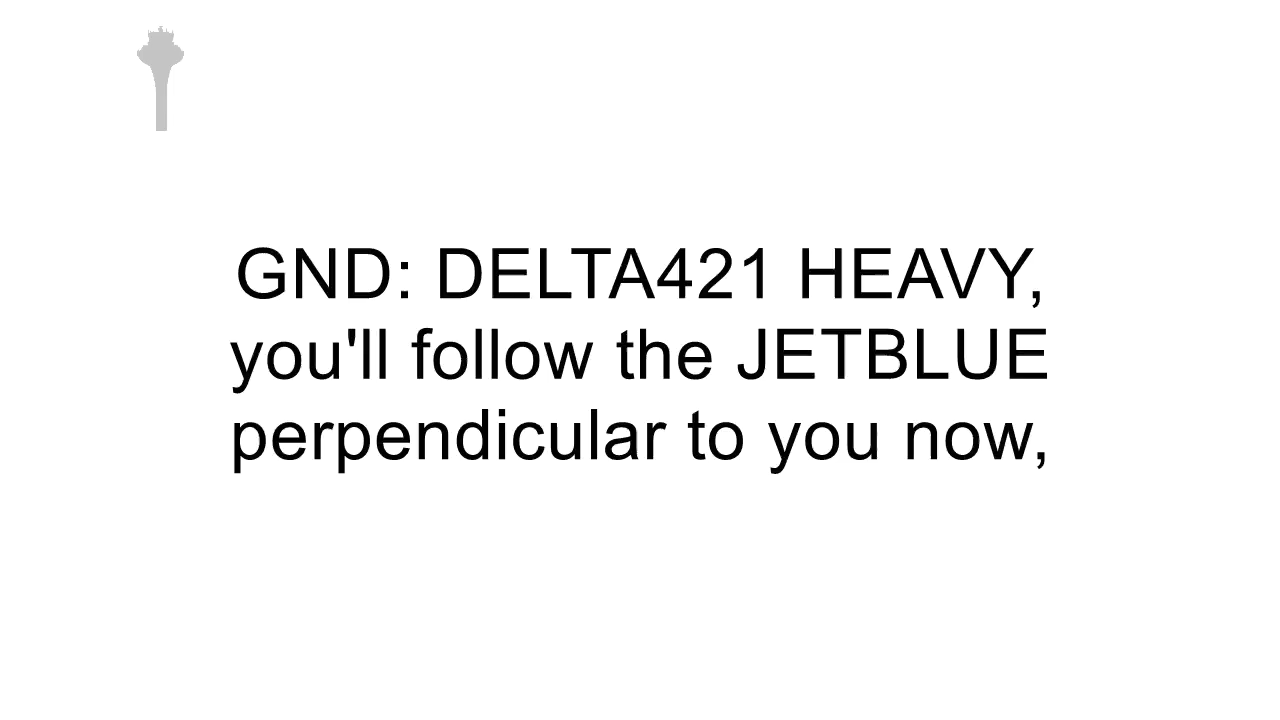 GND: DELTA421 HEAVY,
you'll follow the JETBLUE
perpendicular to you now,